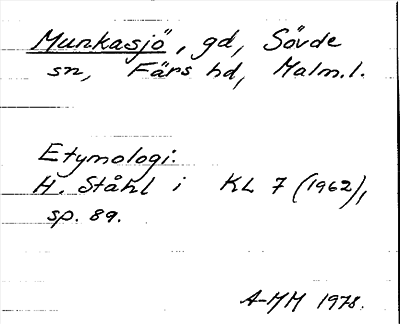 Munkasjö, gd, Sövde
sn, Färs hd, Malm.l.
Etymologi:
H. Ståhl i KL 7 (1962),
sp. 89.
A-MM 1978.